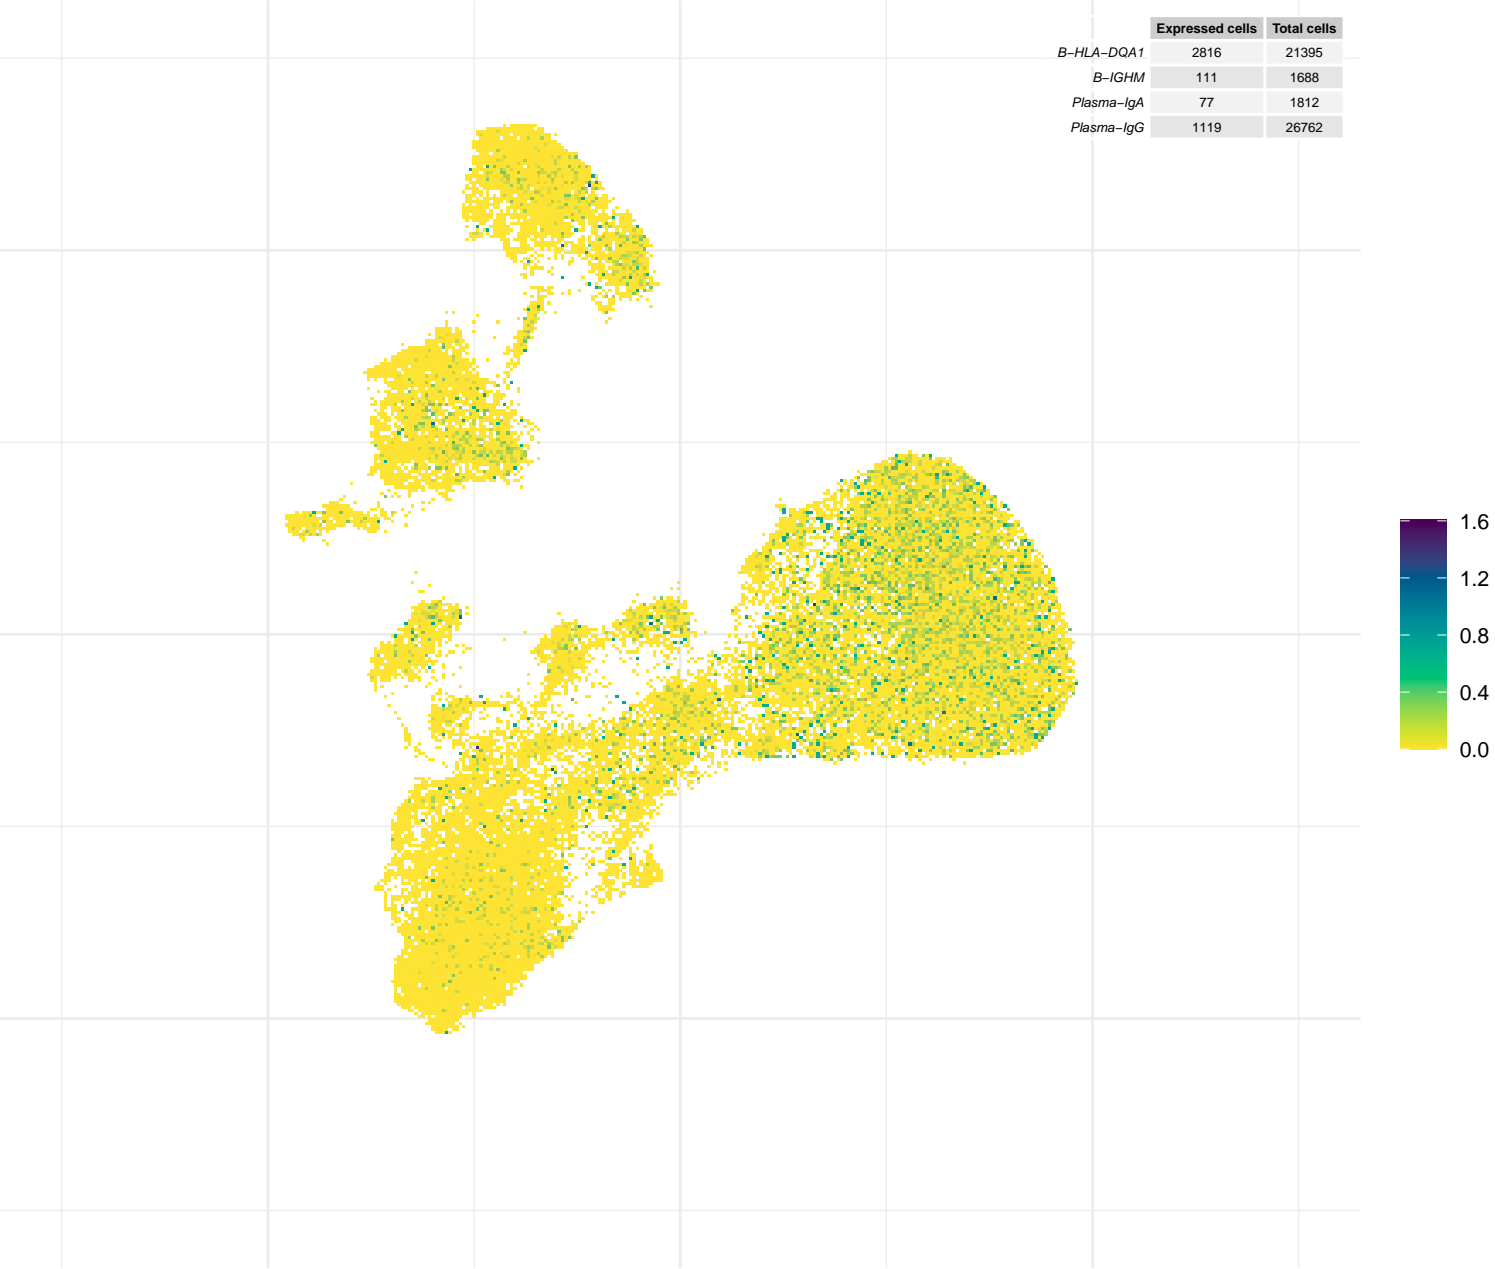 Expressed cells Total cells
B−HLA−DQA1 2816 21395
B−IGHM 111 1688
Plasma−IgA 77 1812
Plasma−IgG 1119 26762
1.6
1.2
0.8
0.4
0.0